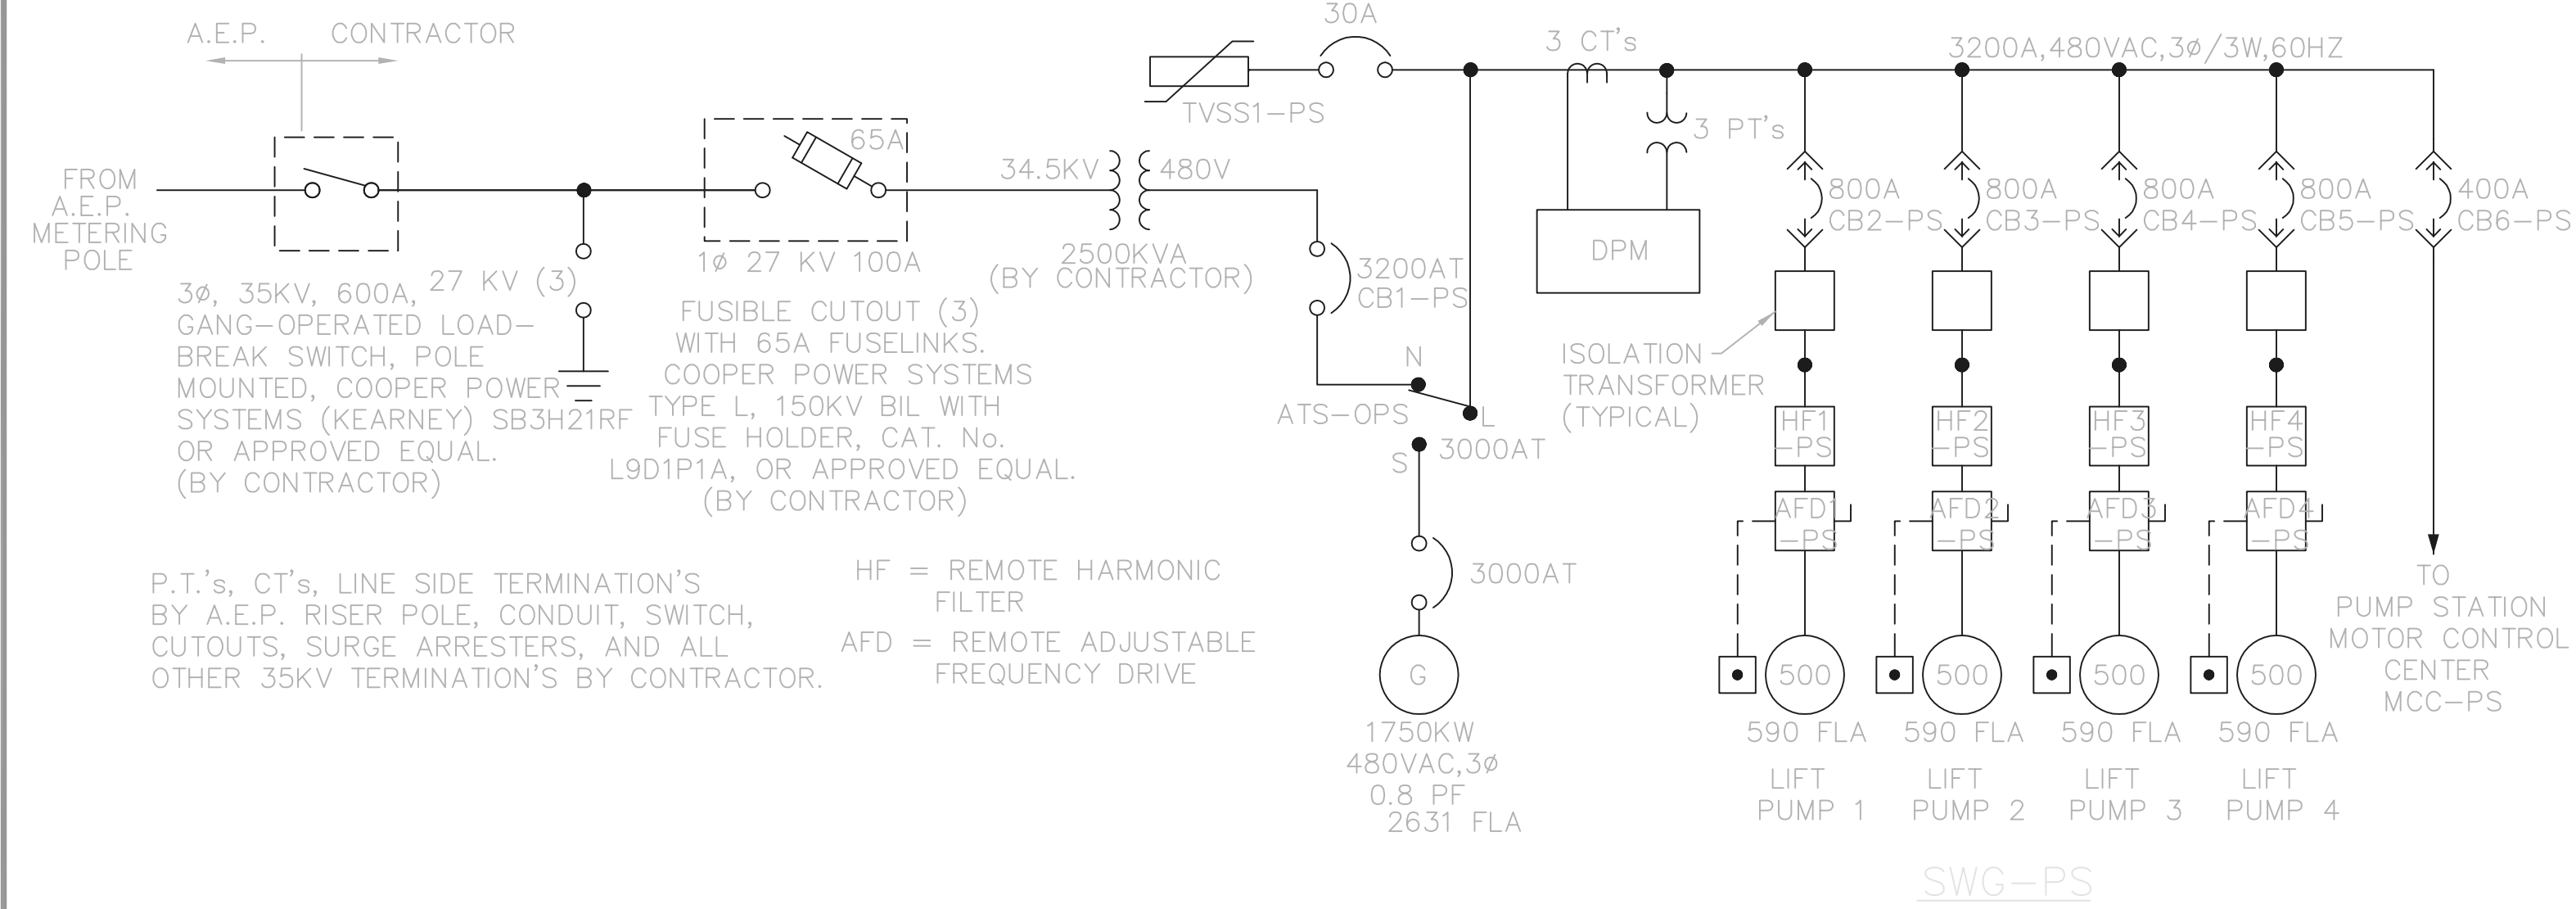 A.E.P.
CONTRACTOR
FROM
A.E.P.
METERING
POLE
3ø, 35KV, 600A,
GANG-OPERATED LOAD-
BREAK SWITCH, POLE
MOUNTED, COOPER POWER
SYSTEMS (KEARNEY) SB3H21RF
OR APPROVED EQUAL.
(BY CONTRACTOR)
27 KV (3)
65A
1ø 27 KV 100A
FUSIBLE CUTOUT (3)
WITH 65A FUSELINKS.
COOPER POWER SYSTEMS
TYPE L, 150KV BIL WITH
FUSE HOLDER, CAT. No.
L9D1P1A, OR APPROVED EQUAL.
(BY CONTRACTOR)
34.5KV
480V
2500KVA
(BY CONTRACTOR)
30A
TVSS1-PS
3200AT
CB1-PS
N
ATS-OPS
L
S
3000AT
3000AT
G
1750KW
480VAC,3ø
0.8 PF
2631 FLA
3 CT's
3 PT's
DPM
3200A,480VAC,3ø/3W,60HZ
800A
CB2-PS
800A
CB3-PS
800A
CB4-PS
800A
CB5-PS
400A
CB6-PS
ISOLATION
TRANSFORMER
(TYPICAL)
HF1
-PS
HF2
-PS
HF3
-PS
HF4
-PS
AFD1
-PS
AFD2
-PS
AFD3
-PS
AFD4
-PS
500
500
500
500
590 FLA
590 FLA
590 FLA
590 FLA
LIFT
PUMP 1
LIFT
PUMP 2
LIFT
PUMP 3
LIFT
PUMP 4
TO
PUMP STATION
MOTOR CONTROL
CENTER
MCC-PS
P.T.'s, CT's, LINE SIDE TERMINATION'S
BY A.E.P. RISER POLE, CONDUIT, SWITCH,
CUTOUTS, SURGE ARRESTERS, AND ALL
OTHER 35KV TERMINATION'S BY CONTRACTOR.
HF = REMOTE HARMONIC
FILTER
AFD = REMOTE ADJUSTABLE
FREQUENCY DRIVE
SWG-PS